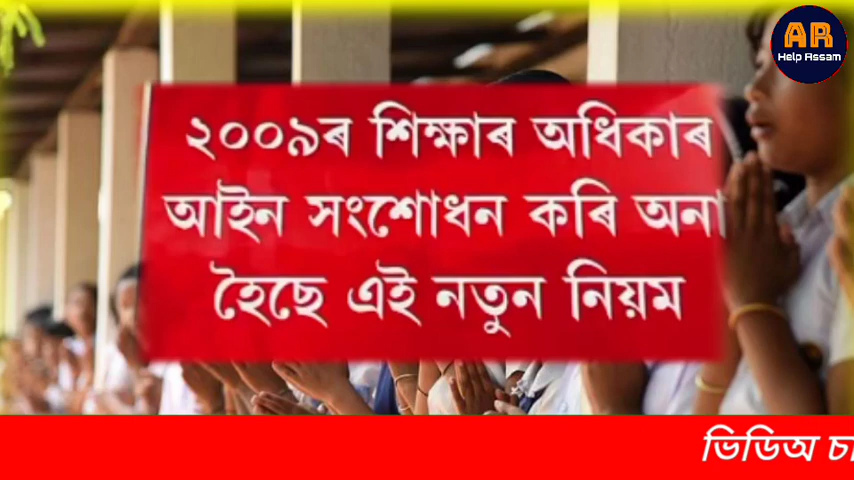 AR
Help Assam
২০০৯ৰ শিক্ষাৰ অধিকাৰ
আইন সংশোধন কৰি অনা
হৈছে এই নতুন নিয়ম
ভিডিঅ